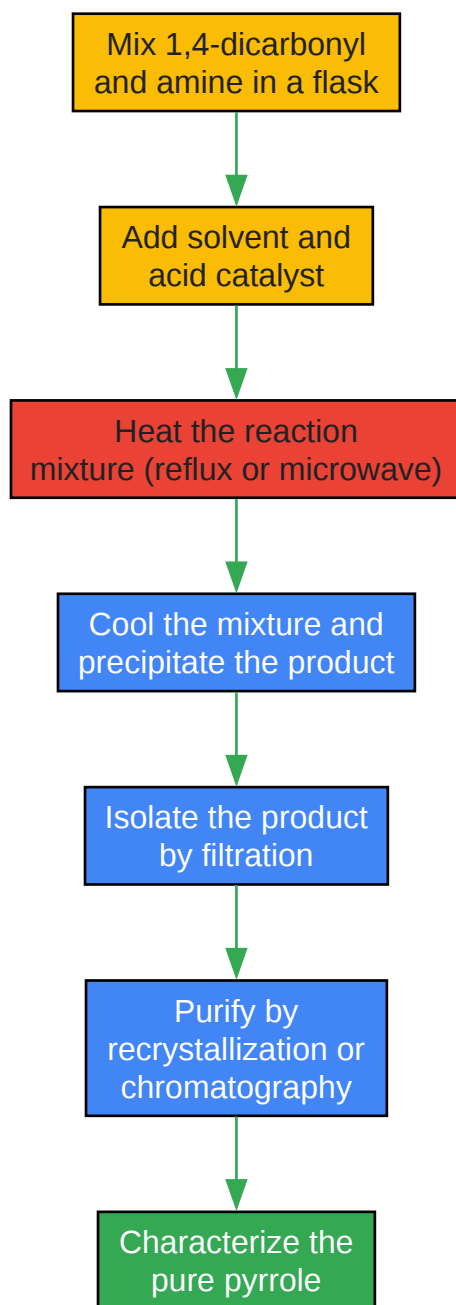 Mix 1,4-dicarbonyl
and amine in a flask
Add solvent and
acid catalyst
Heat the reaction
mixture (reflux or microwave)
Cool the mixture and
precipitate the product
Isolate the product
by filtration
Purify by
recrystallization or
chromatography
Characterize the
pure pyrrole